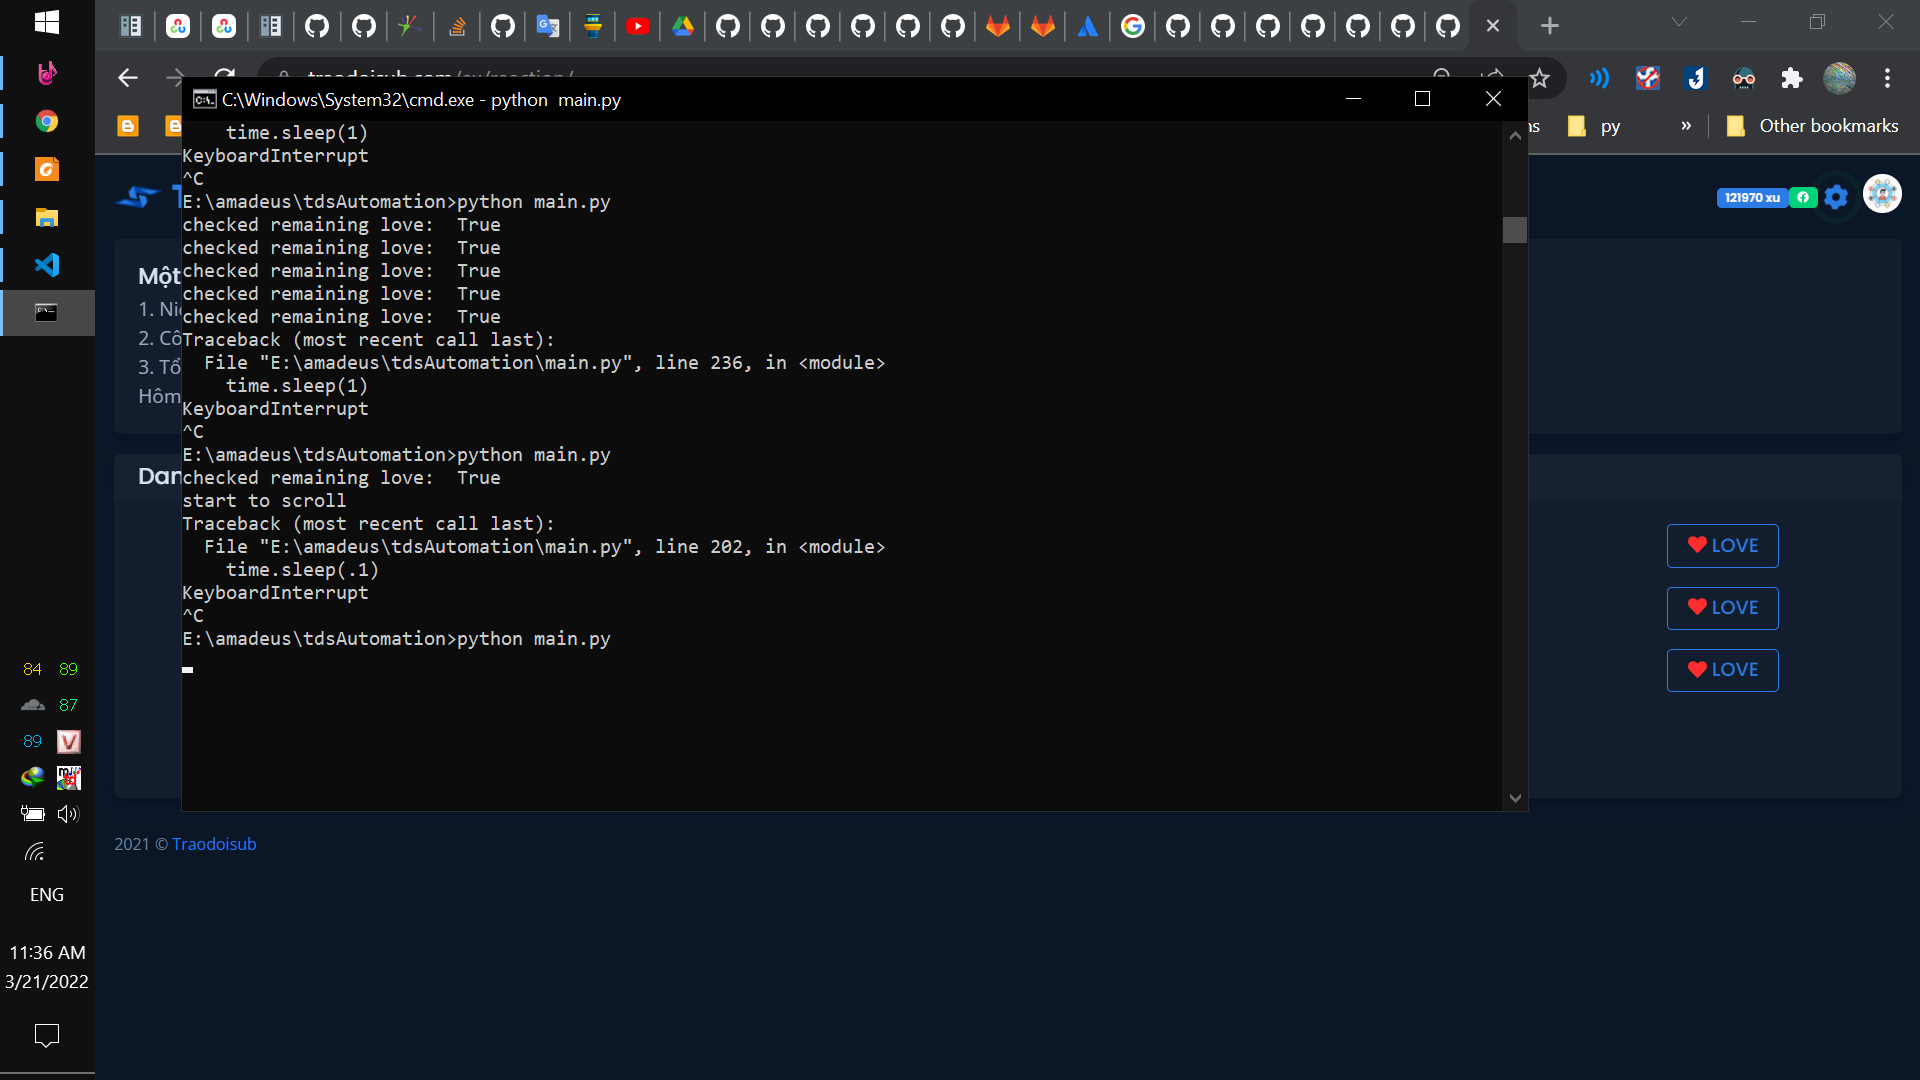 C:\Windows\System32\cmd.exe - python  main.py
py
»
Other bookmarks
    time.sleep(1)
KeyboardInterrupt
^C
E:\amadeus\tdsAutomation>python main.py
checked remaining love:  True
checked remaining love:  True
checked remaining love:  True
checked remaining love:  True
checked remaining love:  True
Traceback (most recent call last):
  File "E:\amadeus\tdsAutomation\main.py", line 236, in <module>
    time.sleep(1)
KeyboardInterrupt
^C
E:\amadeus\tdsAutomation>python main.py
checked remaining love:  True
start to scroll
Traceback (most recent call last):
  File "E:\amadeus\tdsAutomation\main.py", line 202, in <module>
    time.sleep(.1)
KeyboardInterrupt
^C
E:\amadeus\tdsAutomation>python main.py
121970 xu
Một
1. 
2. 
3. 
LOVE
LOVE
LOVE
2021 © Traodoisub
84 89
87
89
ENG
11:36 AM
3/21/2022